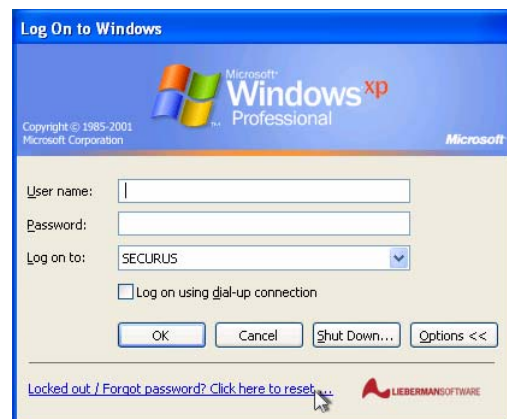 Log On to Windows
Microsoft
Windows xp
Professional
Copyright © 1985-2001
Microsoft Corporation
Microsoft
User name:
Password:
Log on to: SECURUS
Log on using dial-up connection
OK Cancel Shut Down... Options <<
Locked out / Forgot password? Click here to reset ...
LIEBERMANSOFTWARE